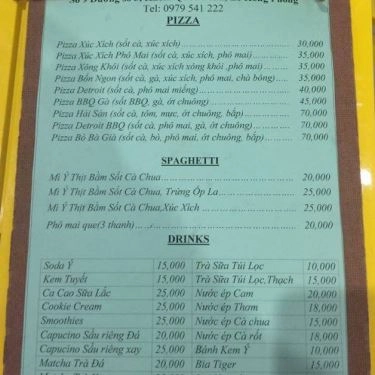 Tel: 0979 541 222
PIZZA
Pizza Xúc Xích (sốt cà, xúc xích) 30,000
Pizza Xúc Xích Phô Mai (sốt cà, xúc xích, phô mai) 35,000
Pizza Xông Khói (sốt cà, xúc xích xông khói ,phô mai) 35,000
Pizza Bốn Ngon (sốt cà, gà, xúc xích, phô mai, chà bông) 35,000
Pizza Detroit (sốt cà, phô mai miếng) 40,000
Pizza BBQ Gà (sốt BBQ, gà, ớt chuông) 45,000
Pizza Hải Sản (sốt cà, tôm, mực, ớt chuông, bắp) 70,000
Pizza Detroit BBQ (sốt cà, phô mai, gà, ớt chuông) 70,000
Pizza Bò Bà Già (sốt cà, bò, phô mai, ớt chuông, bắp) 70,000
SPAGHETTI
Mì Ý Thịt Bằm Sốt Cà Chua 20,000
Mì Ý Thịt Bằm Sốt Cà Chua, Trứng Ốp La 25,000
Mì Ý Thịt Bằm Sốt Cà Chua,Xúc Xích 25,000
Phô mai que(3 thanh) 20,000
DRINKS
Soda Ý 15,000 Trà Sữa Túi Lọc 10,000
Kem Tuyết 15,000 Trà Sữa Túi Lọc,Thạch 15,000
Ca Cao Sữa Lắc 25,000 Nước ép Cam 20,000
Cookie Cream 25,000 Nước ép Thơm 18,000
Smoothies 25,000 Nước ép Cà chua 15,000
Capucino Sầu riêng Đá 20,000 Nước ép Cà rốt 18,000
Capucino Sầu riêng xay 25,000 Bánh Kem Ý 10,000
Matcha Trà Đá 20,000 Bia Tiger 15,000